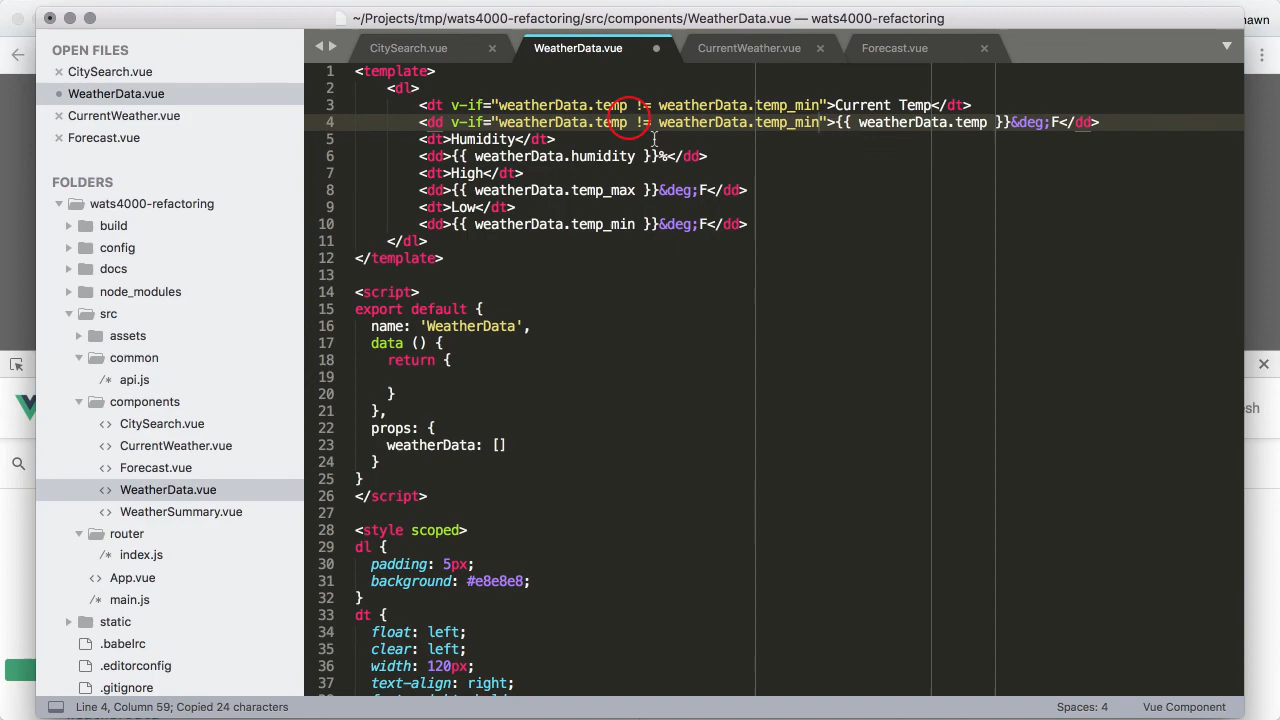 ~/Projects/tmp/wats4000-refactoring/src/components/WeatherData.vue — wats4000-refactoring
hawn
OPEN FILES
CitySearch.vue
WeatherData.vue
CurrentWeather.vue
Forecast.vue
FOLDERS
wats4000-refactoring
build
config
docs
node_modules
src
assets
common
api.js
components
CitySearch.vue
CurrentWeather.vue
Forecast.vue
WeatherData.vue
WeatherSummary.vue
router
index.js
App.vue
main.js
static
.babelrc
.editorconfig
.gitignore
CitySearch.vue
WeatherData.vue
CurrentWeather.vue
Forecast.vue
1 <template>
2 <dl>
3 <dt v-if="weatherData.temp != weatherData.temp_min">Current Temp</dt>
4 <dd v-if="weatherData.temp != weatherData.temp_min">{{ weatherData.temp }}&deg;F</dd>
5 <dt>Humidity</dt>
6 <dd>{{ weatherData.humidity }}%</dd>
7 <dt>High</dt>
8 <dd>{{ weatherData.temp_max }}&deg;F</dd>
9 <dt>Low</dt>
10 <dd>{{ weatherData.temp_min }}&deg;F</dd>
11 </dl>
12 </template>
13
14 <script>
15 export default {
16 name: 'WeatherData',
17 data () {
18 return {
19
20 }
21 },
22 props: {
23 weatherData: []
24 }
25 }
26 </script>
27
28 <style scoped>
29 dl {
30 padding: 5px;
31 background: #e8e8e8;
32 }
33 dt {
34 float: left;
35 clear: left;
36 width: 120px;
37 text-align: right;
esh
Line 4, Column 59; Copied 24 characters
Spaces: 4
Vue Component